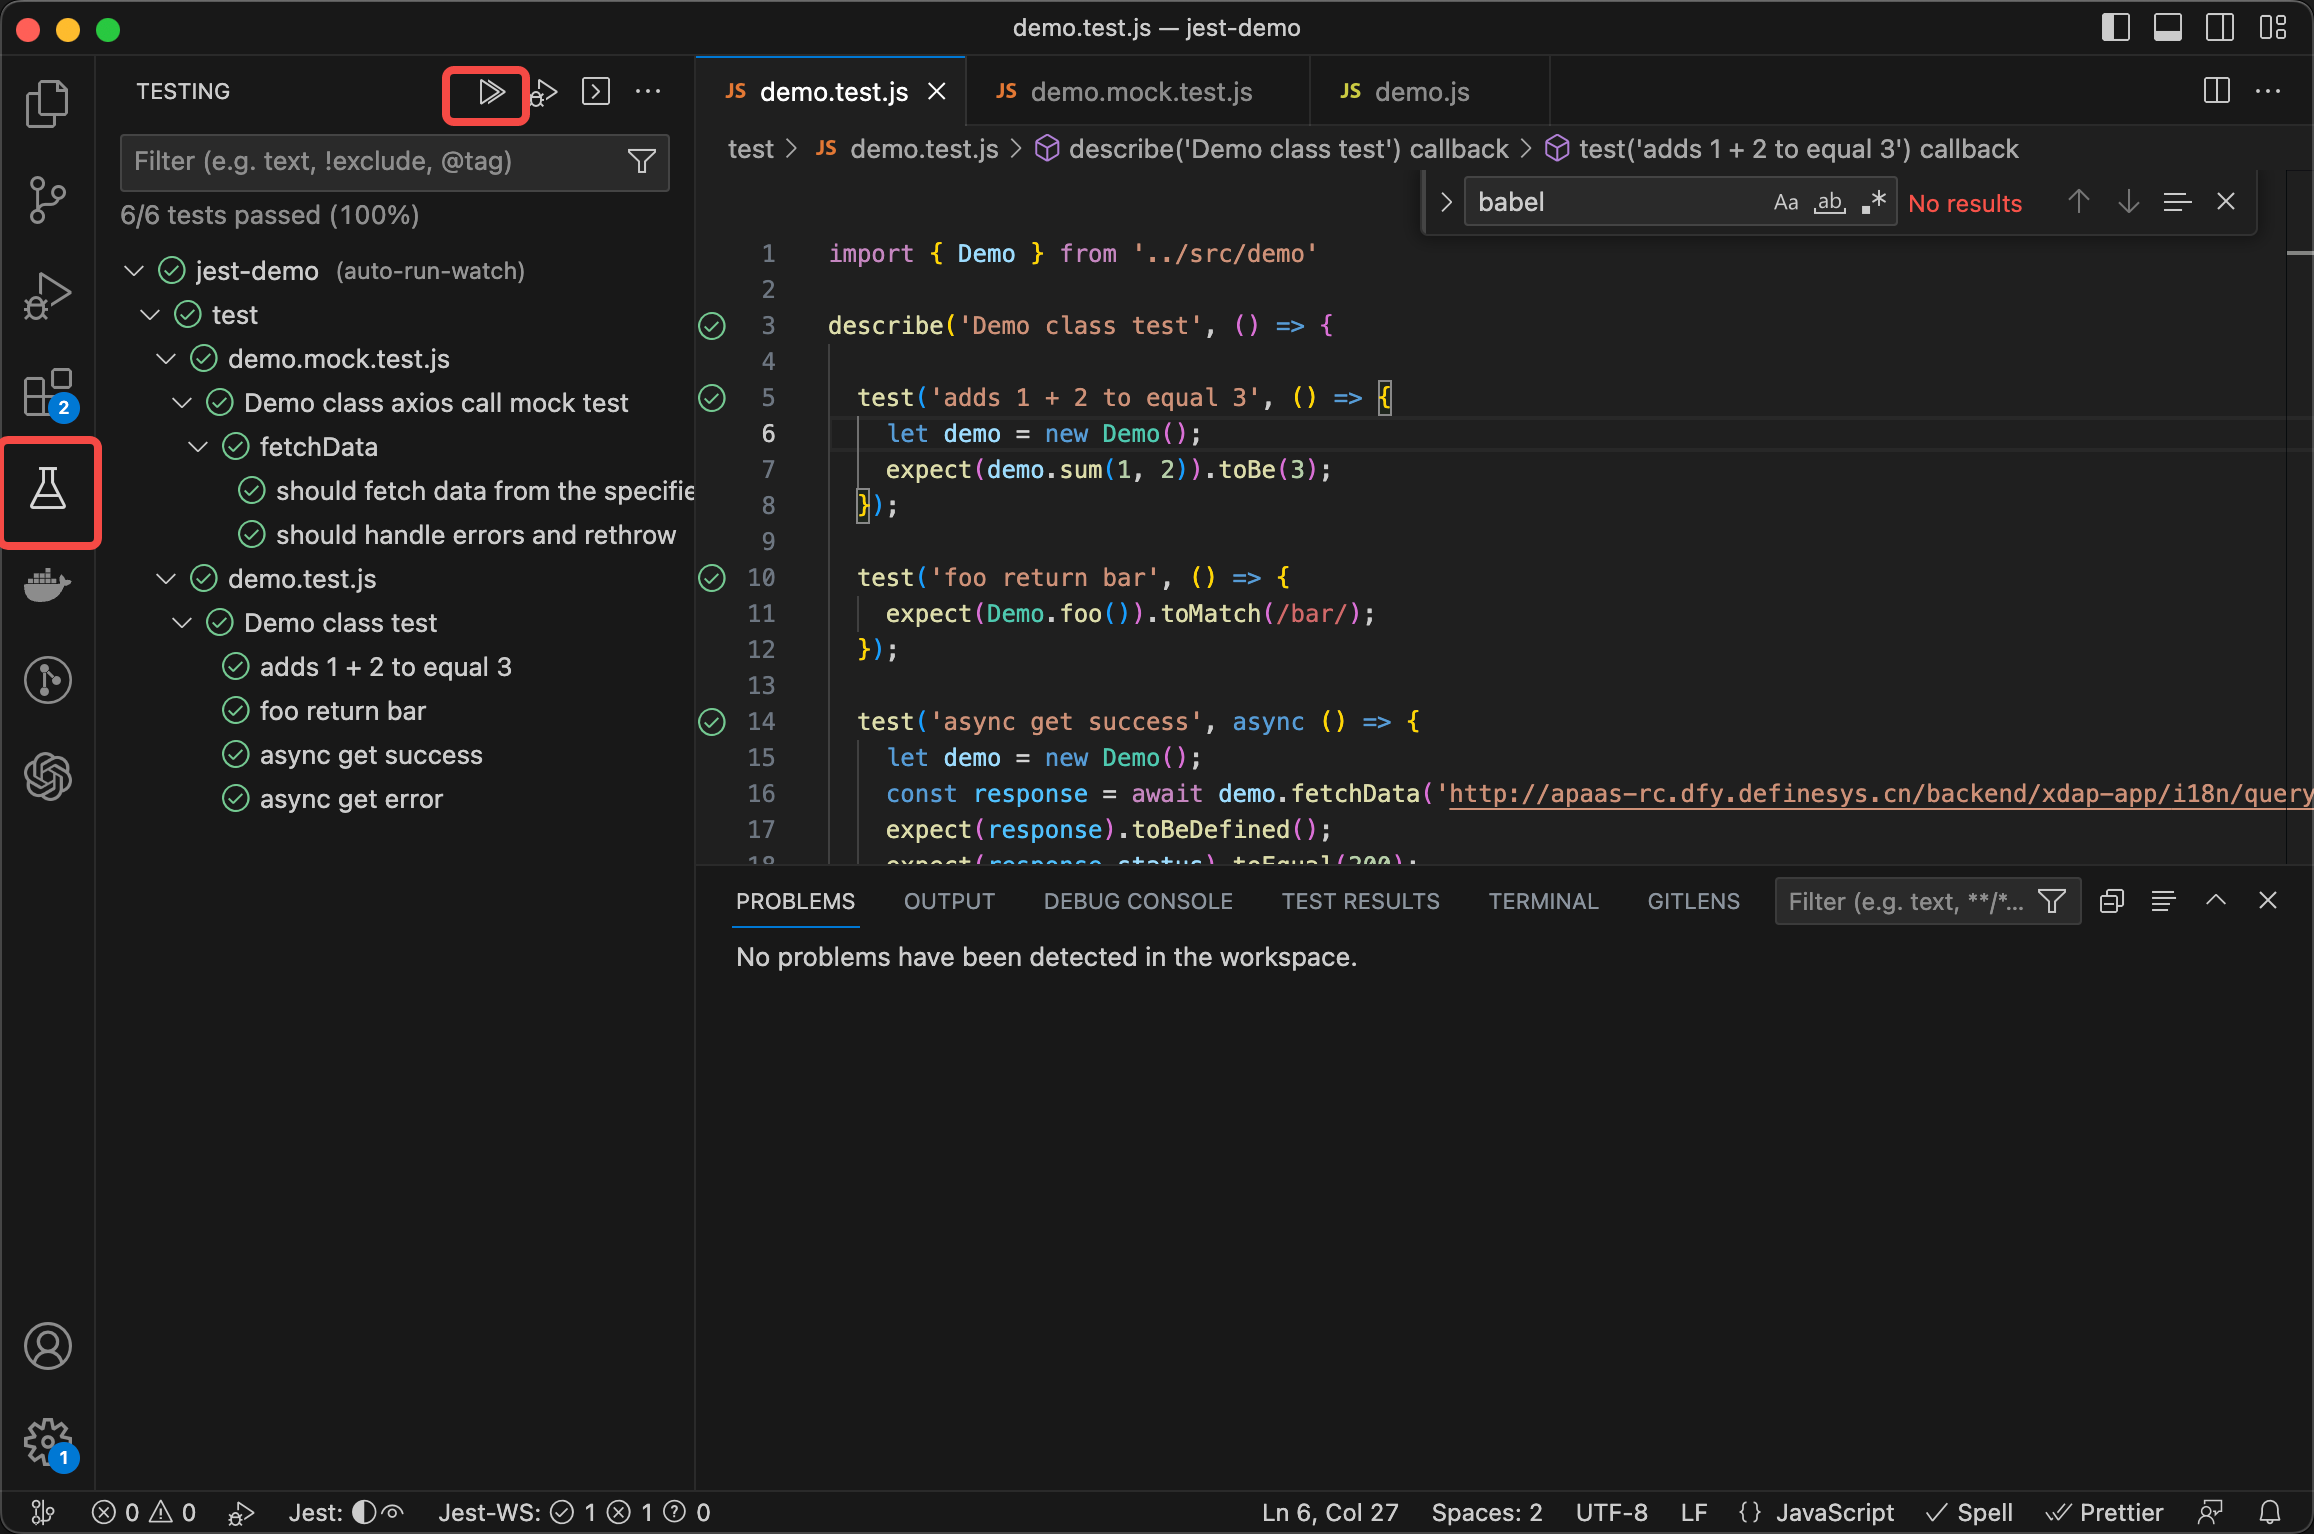 demo.test.js — jest-demo
TESTING
Filter (e.g. text, !exclude, @tag)
6/6 tests passed (100%)
jest-demo (auto-run-watch)
test
demo.mock.test.js
Demo class axios call mock test
fetchData
should fetch data from the specifie
should handle errors and rethrow
demo.test.js
Demo class test
adds 1 + 2 to equal 3
foo return bar
async get success
async get error
2
1
JS demo.test.js
JS demo.mock.test.js
JS demo.js
test > JS demo.test.js > describe('Demo class test') callback > test('adds 1 + 2 to equal 3') callback
babel Aa ab .* No results
1 import { Demo } from '../src/demo'
2
3 describe('Demo class test', () => {
4
5 test('adds 1 + 2 to equal 3', () => {
6 let demo = new Demo();
7 expect(demo.sum(1, 2)).toBe(3);
8 });
9
10 test('foo return bar', () => {
11 expect(Demo.foo()).toMatch(/bar/);
12 });
13
14 test('async get success', async () => {
15 let demo = new Demo();
16 const response = await demo.fetchData('http://apaas-rc.dfy.definesys.cn/backend/xdap-app/i18n/query
17 expect(response).toBeDefined();
18 expect(response.status).toEqual(200);
PROBLEMS OUTPUT DEBUG CONSOLE TEST RESULTS TERMINAL GITLENS Filter (e.g. text, **/*...
No problems have been detected in the workspace.
0 0 Jest: Jest-WS: 1 1 0 Ln 6, Col 27 Spaces: 2 UTF-8 LF {} JavaScript Spell Prettier